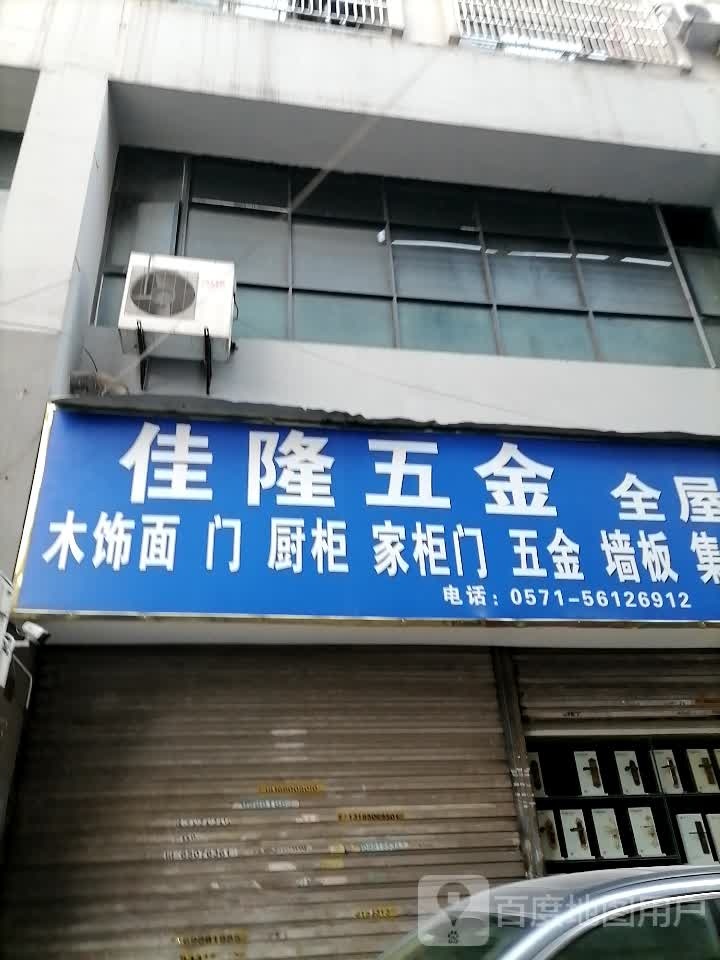 佳隆五金 全屋
木饰面 门 厨柜 家柜门 五金 墙板 集
电话：0571-56126912
百度地图用户